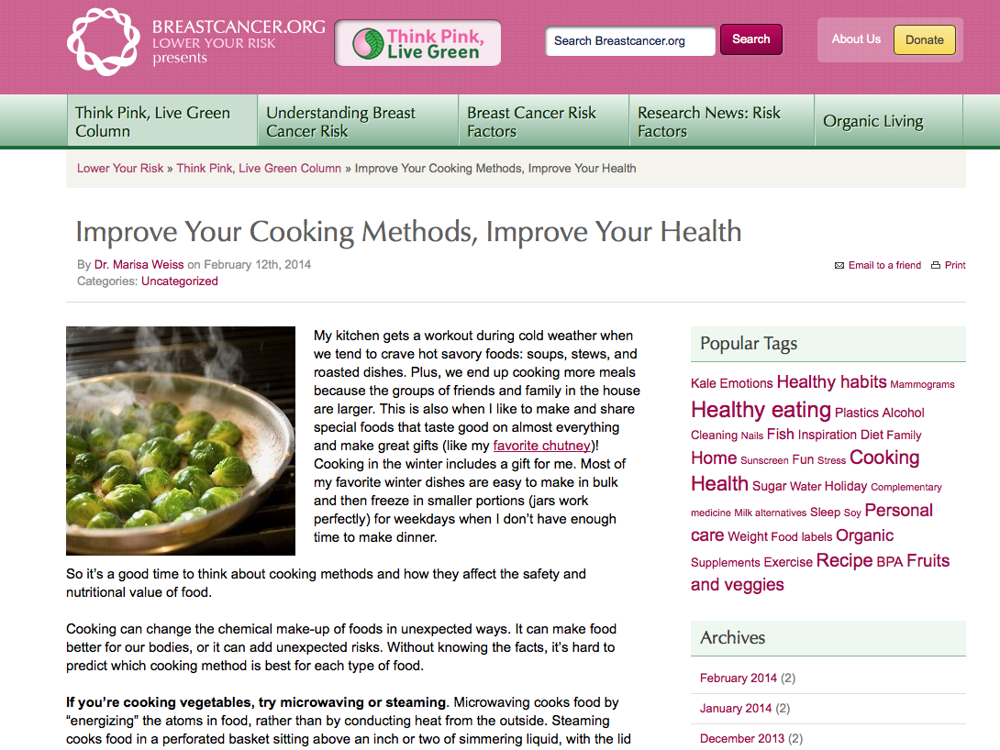 BREASTCANCER.ORG
LOWER YOUR RISK
presents
Think Pink,
Live Green
Search Breastcancer.org
Search
About Us
Donate
Think Pink, Live Green
Column
Understanding Breast
Cancer Risk
Breast Cancer Risk
Factors
Research News: Risk
Factors
Organic Living
Lower Your Risk » Think Pink, Live Green Column » Improve Your Cooking Methods, Improve Your Health
Improve Your Cooking Methods, Improve Your Health
By Dr. Marisa Weiss on February 12th, 2014
Categories: Uncategorized
Email to a friend
Print
My kitchen gets a workout during cold weather when
we tend to crave hot savory foods: soups, stews, and
roasted dishes. Plus, we end up cooking more meals
because the groups of friends and family in the house
are larger. This is also when I like to make and share
special foods that taste good on almost everything
and make great gifts (like my favorite chutney)!
Cooking in the winter includes a gift for me. Most of
my favorite winter dishes are easy to make in bulk
and then freeze in smaller portions (jars work
perfectly) for weekdays when I don’t have enough
time to make dinner.
So it’s a good time to think about cooking methods and how they affect the safety and
nutritional value of food.
Cooking can change the chemical make-up of foods in unexpected ways. It can make food
better for our bodies, or it can add unexpected risks. Without knowing the facts, it’s hard to
predict which cooking method is best for each type of food.
If you’re cooking vegetables, try microwaving or steaming. Microwaving cooks food by
“energizing” the atoms in food, rather than by conducting heat from the outside. Steaming
cooks food in a perforated basket sitting above an inch or two of simmering liquid, with the lid
Popular Tags
Kale Emotions Healthy habits Mammograms
Healthy eating Plastics Alcohol
Cleaning Nails Fish Inspiration Diet Family
Home Sunscreen Fun Stress Cooking
Health Sugar Water Holiday Complementary
medicine Milk alternatives Sleep Soy Personal
care Weight Food labels Organic
Supplements Exercise Recipe BPA Fruits
and veggies
Archives
February 2014 (2)
January 2014 (2)
December 2013 (2)